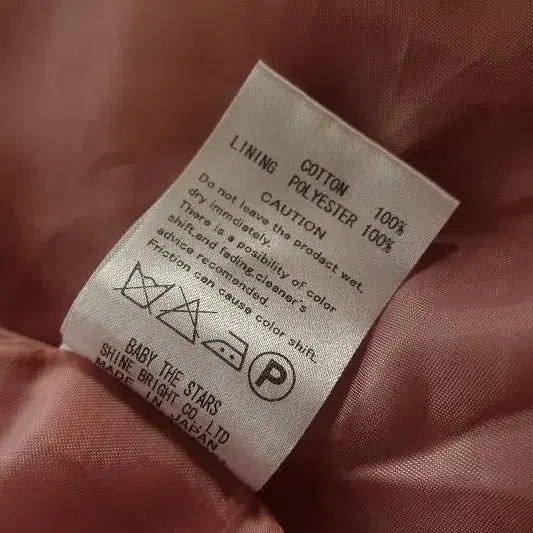 COTTON 100%
LINING POLYESTER 100%
CAUTION
Do not leave the product wet,
dry immediately.
There is a posibility of color
shift.and fading.cleaner's
advice recomended.
Friction can cause color shift.
P
BABY THE STARS
SHINE BRIGHT CO LTD
MADE IN JAPAN